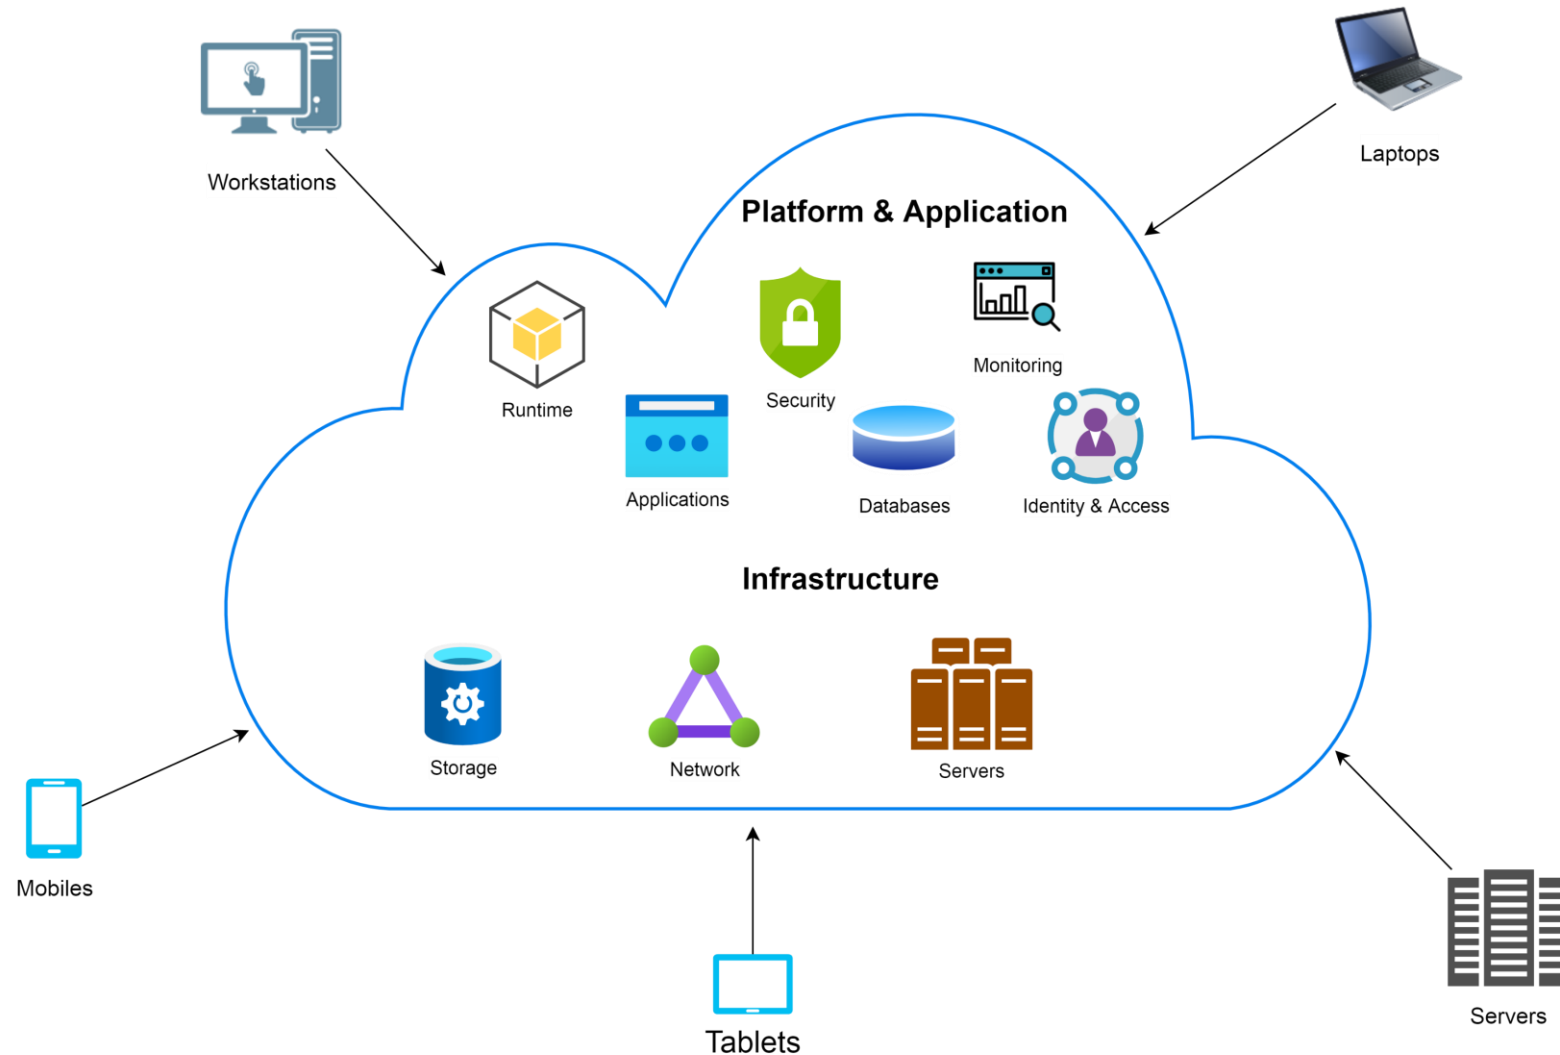 Workstations
Laptops
Platform & Application
Monitoring
Security
Runtime
Applications
Databases
Identity & Access
Infrastructure
Storage
Network
Servers
Mobiles
Tablets
Servers